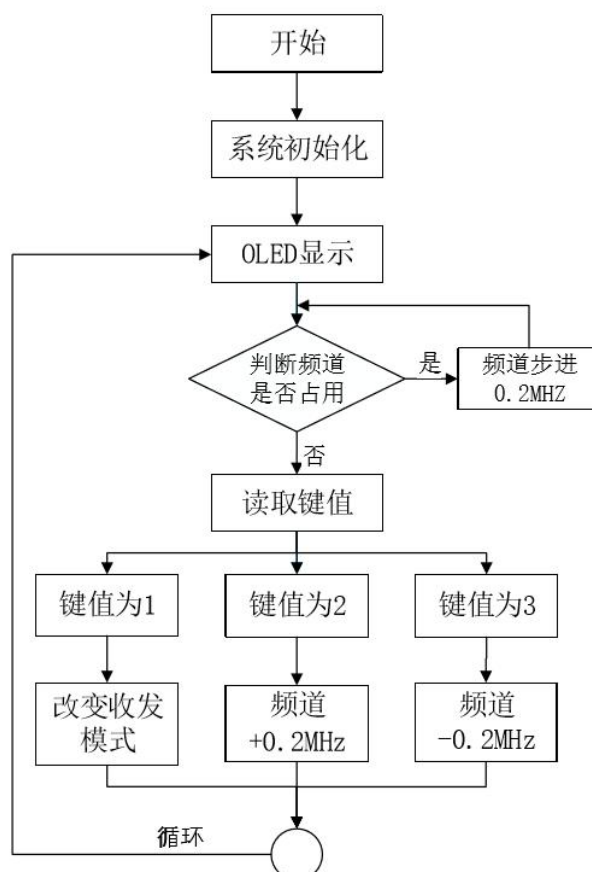 开始
系统初始化
OLED显示
判断频道
是否占用
是
频道步进
0.2MHZ
否
读取键值
键值为1
键值为2
键值为3
改变收发
模式
频道
+0.2MHz
频道
-0.2MHz
循环